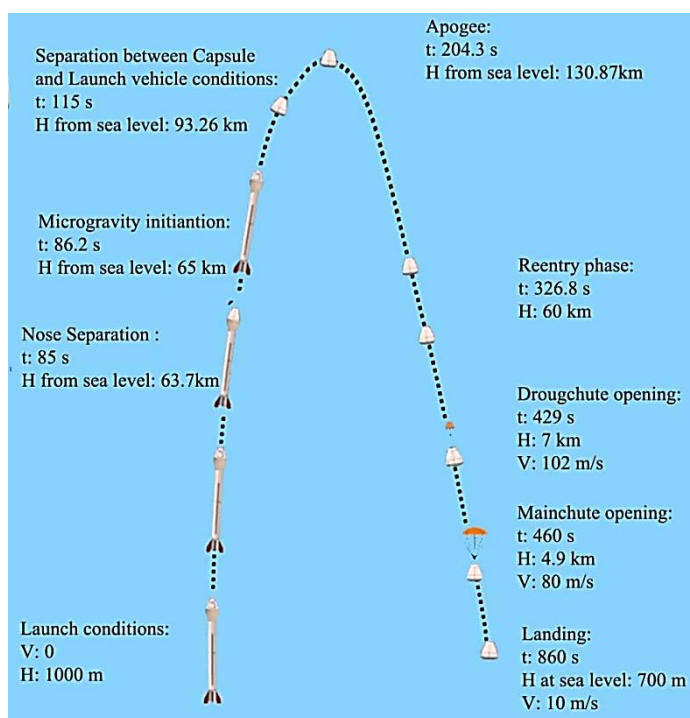 Apogee:
t: 204.3 s
H from sea level: 130.87km
Separation between Capsule
and Launch vehicle conditions:
t: 115 s
H from sea level: 93.26 km
Microgravity initiantion:
t: 86.2 s
H from sea level: 65 km
Reentry phase:
t: 326.8 s
H: 60 km
Nose Separation :
t: 85 s
H from sea level: 63.7km
Drougchute opening:
t: 429 s
H: 7 km
V: 102 m/s
Mainchute opening:
t: 460 s
H: 4.9 km
V: 80 m/s
Launch conditions:
V: 0
H: 1000 m
Landing:
t: 860 s
H at sea level: 700 m
V: 10 m/s